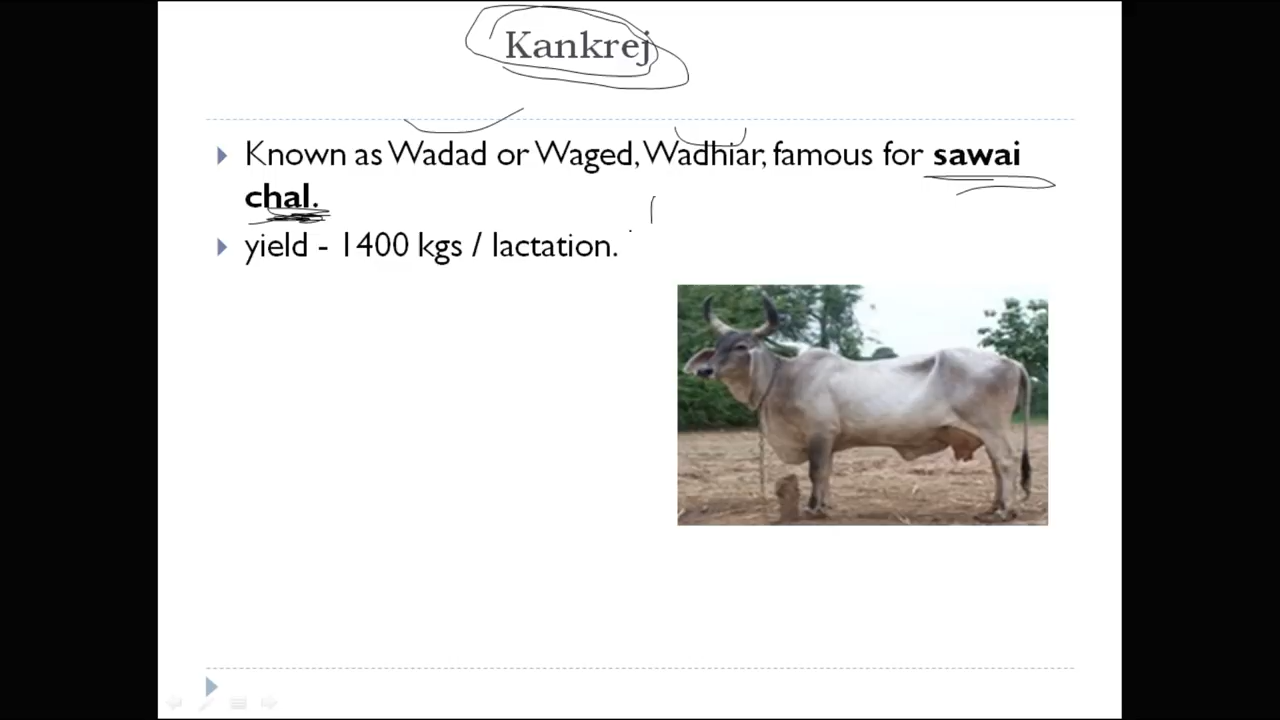 Kankrej
Known as Wadad or Waged, Wadhiar, famous for sawai
chal.
yield - 1400 kgs / lactation.